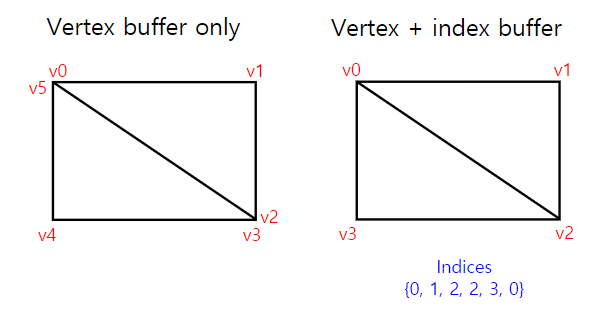 Vertex buffer only
v0
v1
v5
v2
v4
v3
Vertex + index buffer
v0
v1
v3
v2
Indices
{0, 1, 2, 2, 3, 0}